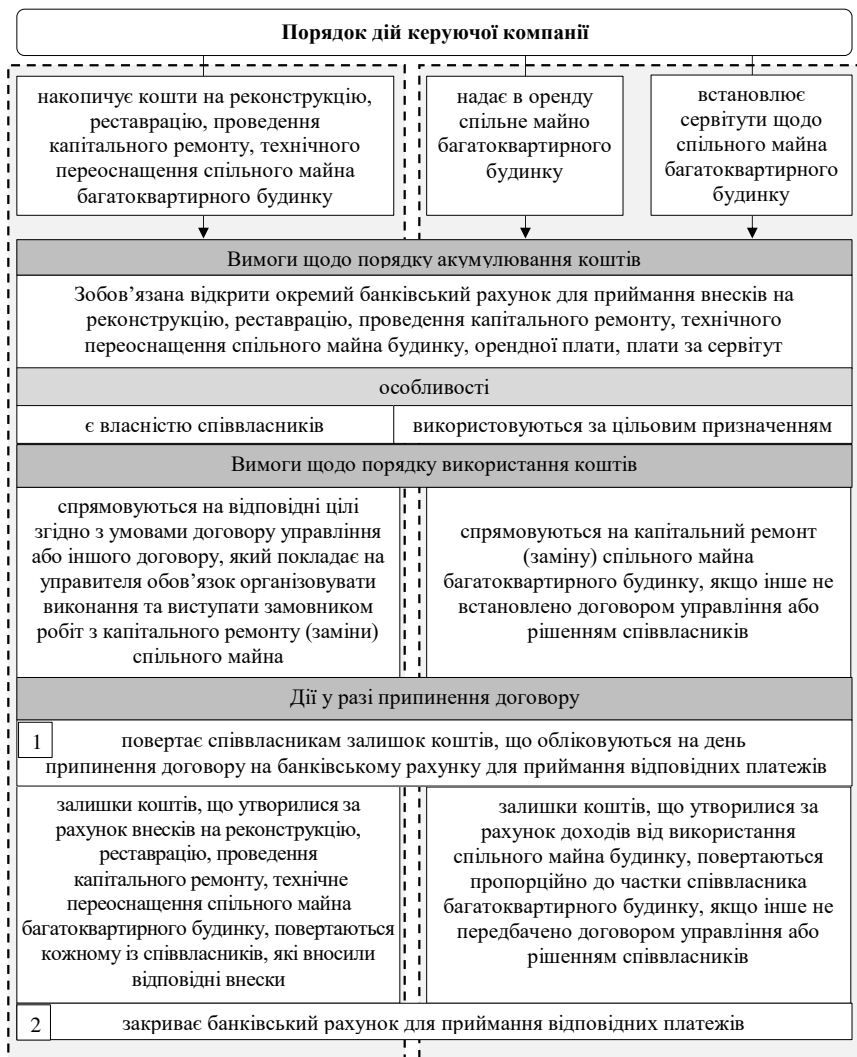 Порядок дій керуючої компанії
накопичує кошти на реконструкцію,
реставрацію, проведення
капітального ремонту, технічного
переоснащення спільного майна
багатоквартирного будинку
надає в оренду
спільне майно
багатоквартирного
будинку
встановлює
сервітути щодо
спільного майна
багатоквартирного
будинку
Вимоги щодо порядку акумулювання коштів
Зобов’язана відкрити окремий банківський рахунок для приймання внесків на
реконструкцію, реставрацію, проведення капітального ремонту, технічного
переоснащення спільного майна будинку, орендної плати, плати за сервітут
особливості
є власністю співвласників
використовуються за цільовим призначенням
Вимоги щодо порядку використання коштів
спрямовуються на відповідні цілі
згідно з умовами договору управління
або іншого договору, який покладає на
управителя обов’язок організовувати
виконання та виступати замовником
робіт з капітального ремонту (заміни)
спільного майна
спрямовуються на капітальний ремонт
(заміну) спільного майна
багатоквартирного будинку, якщо інше не
встановлено договором управління або
рішенням співвласників
Дії у разі припинення договору
1
повертає співвласникам залишок коштів, що обліковуються на день
припинення договору на банківському рахунку для приймання відповідних платежів
залишки коштів, що утворилися за
рахунок внесків на реконструкцію,
реставрацію, проведення
капітального ремонту, технічне
переоснащення спільного майна
багатоквартирного будинку, повертаються
кожному із співвласників, які вносили
відповідні внески
залишки коштів, що утворилися за
рахунок доходів від використання
спільного майна будинку, повертаються
пропорційно до частки співвласника
багатоквартирного будинку, якщо інше не
передбачено договором управління або
рішенням співвласників
2
закриває банківський рахунок для приймання відповідних платежів